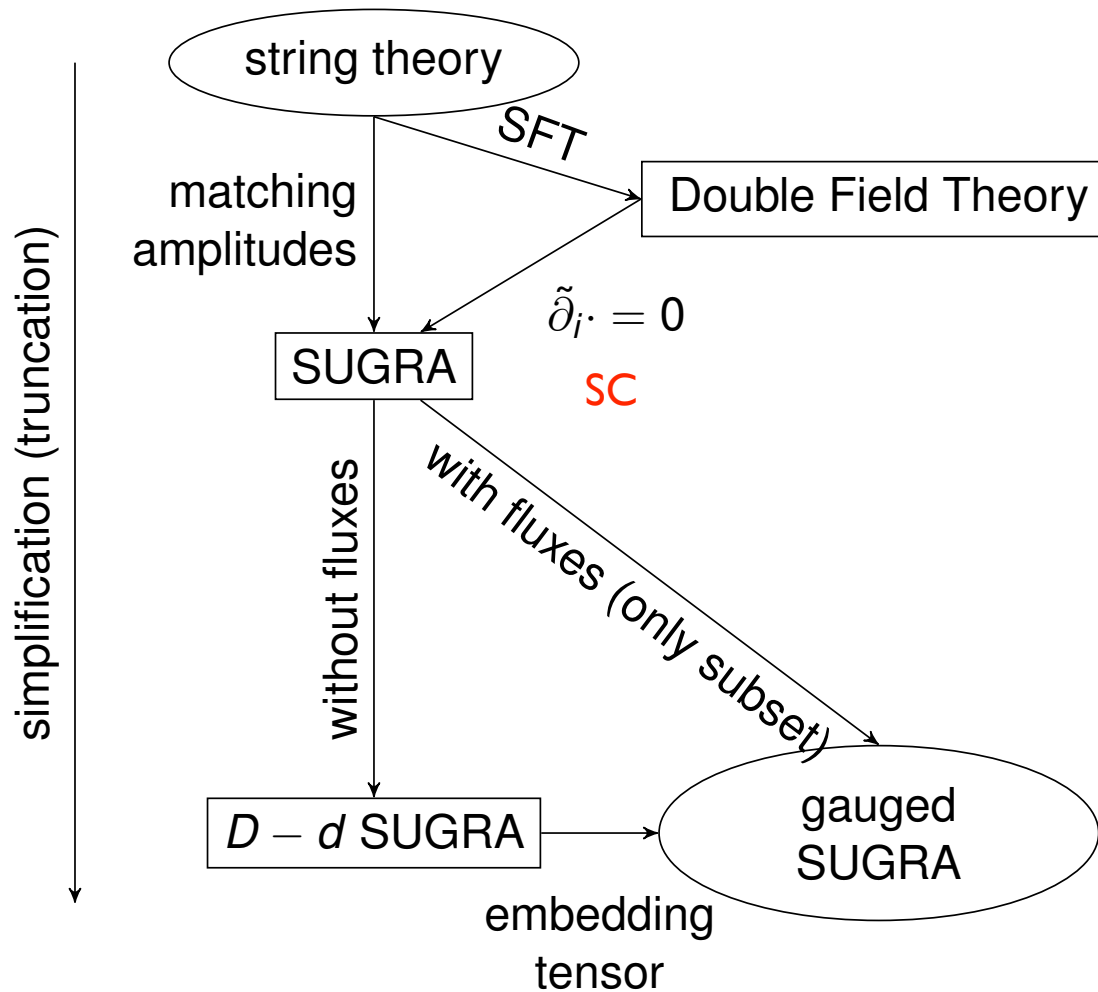 string theory
SFT
Double Field Theory
matching
amplitudes
simplification (truncation)
∂̃ᵢ· = 0
SUGRA
SC
without fluxes
with fluxes (only subset)
D − d SUGRA
gauged
SUGRA
embedding
tensor